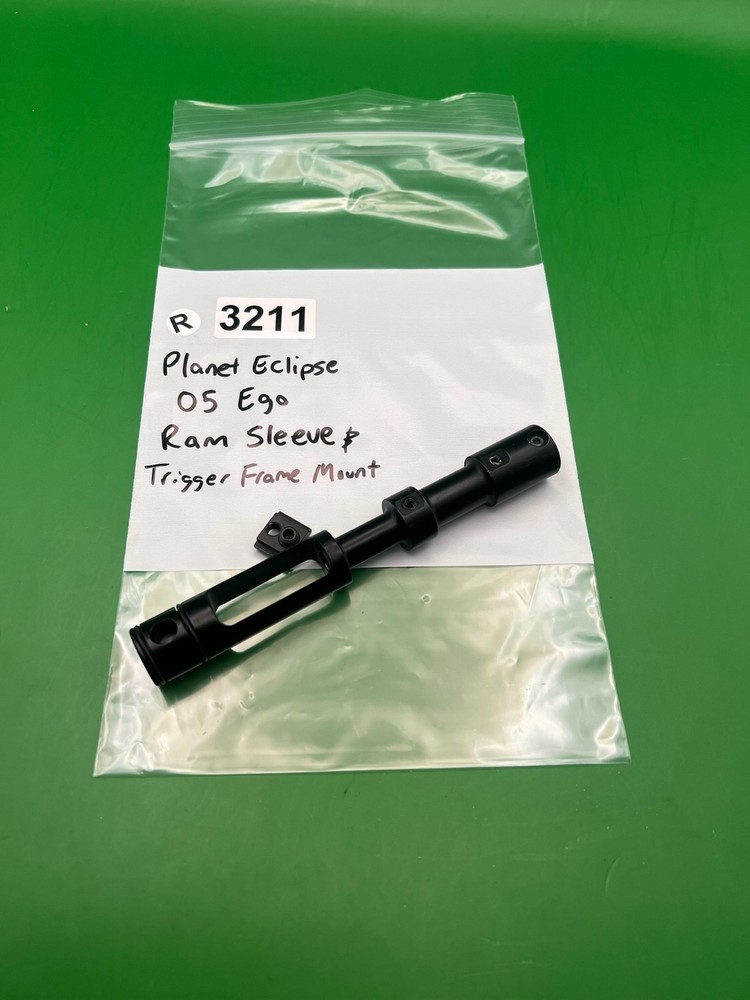 R 3211
Planet Eclipse
05 Ego
Ram Sleeve &
Trigger Frame Mount